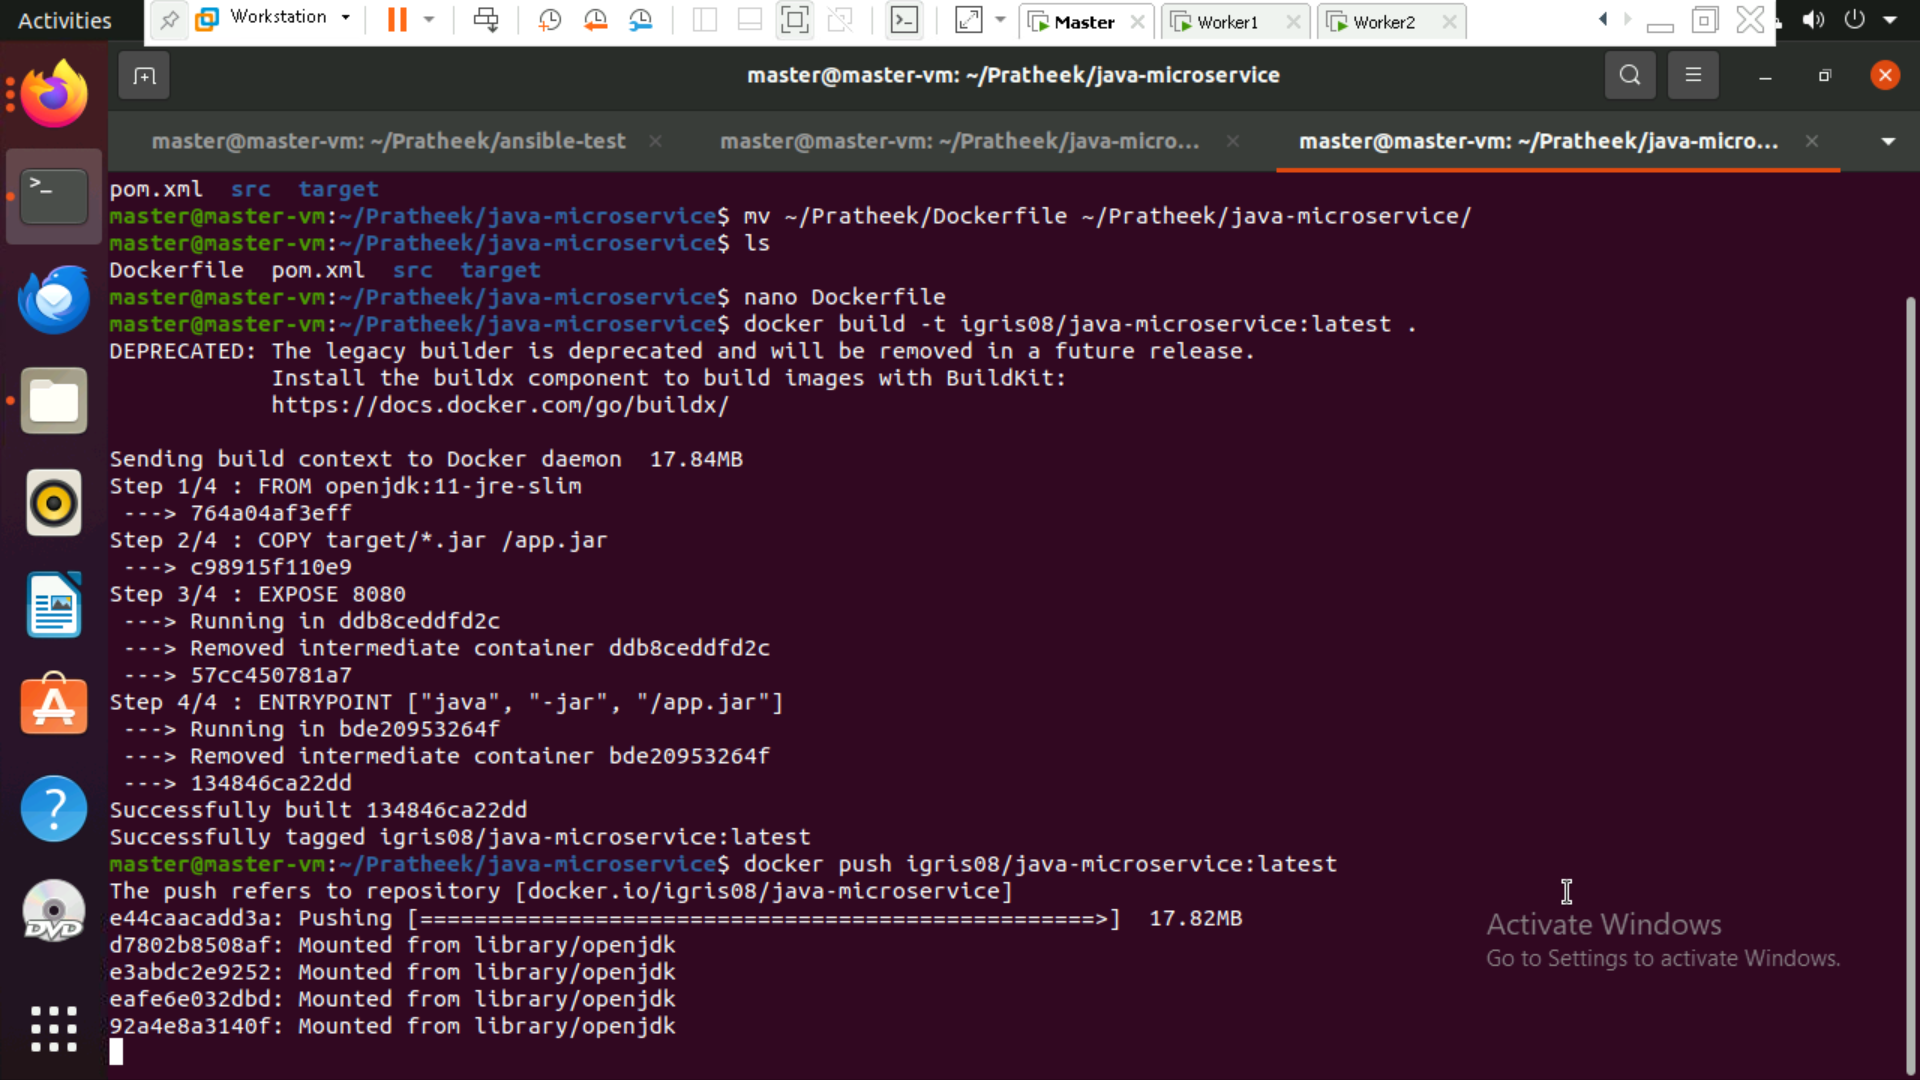 Activities
Workstation
Master
Worker1
Worker2
master@master-vm: ~/Pratheek/java-microservice
master@master-vm: ~/Pratheek/ansible-test
master@master-vm: ~/Pratheek/java-micro...
master@master-vm: ~/Pratheek/java-micro...
pom.xml  src  target
master@master-vm:~/Pratheek/java-microservice$ mv ~/Pratheek/Dockerfile ~/Pratheek/java-microservice/
master@master-vm:~/Pratheek/java-microservice$ ls
Dockerfile  pom.xml  src  target
master@master-vm:~/Pratheek/java-microservice$ nano Dockerfile
master@master-vm:~/Pratheek/java-microservice$ docker build -t igris08/java-microservice:latest .
DEPRECATED: The legacy builder is deprecated and will be removed in a future release.
            Install the buildx component to build images with BuildKit:
            https://docs.docker.com/go/buildx/
Sending build context to Docker daemon  17.84MB
Step 1/4 : FROM openjdk:11-jre-slim
 ---> 764a04af3eff
Step 2/4 : COPY target/*.jar /app.jar
 ---> c98915f110e9
Step 3/4 : EXPOSE 8080
 ---> Running in ddb8ceddfd2c
 ---> Removed intermediate container ddb8ceddfd2c
 ---> 57cc450781a7
Step 4/4 : ENTRYPOINT ["java", "-jar", "/app.jar"]
 ---> Running in bde20953264f
 ---> Removed intermediate container bde20953264f
 ---> 134846ca22dd
Successfully built 134846ca22dd
Successfully tagged igris08/java-microservice:latest
master@master-vm:~/Pratheek/java-microservice$ docker push igris08/java-microservice:latest
The push refers to repository [docker.io/igris08/java-microservice]
e44caacadd3a: Pushing [==================================================>]  17.82MB
d7802b8508af: Mounted from library/openjdk
e3abdc2e9252: Mounted from library/openjdk
eafe6e032dbd: Mounted from library/openjdk
92a4e8a3140f: Mounted from library/openjdk
Activate Windows
Go to Settings to activate Windows.
DVD